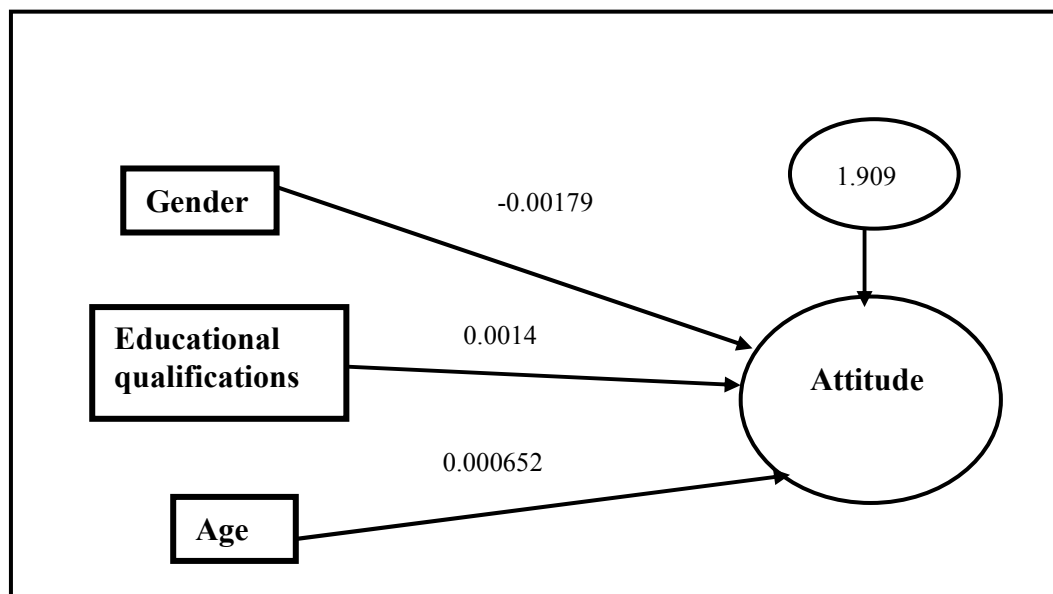 1.909
Gender
-0.00179
Educational
qualifications
0.0014
Attitude
0.000652
Age